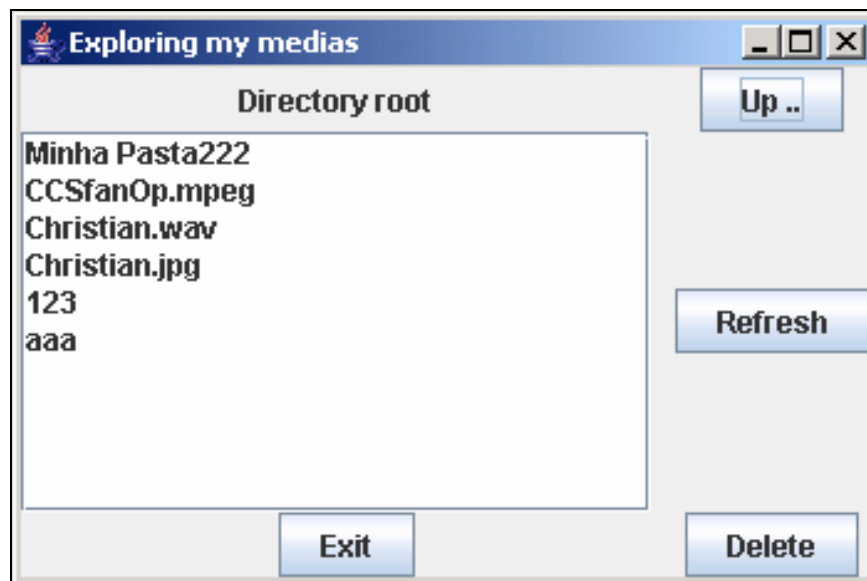 Exploring my medias
Directory root
Up ..
Minha Pasta222
CCSfanOp.mpeg
Christian.wav
Christian.jpg
123
aaa
Refresh
Exit
Delete